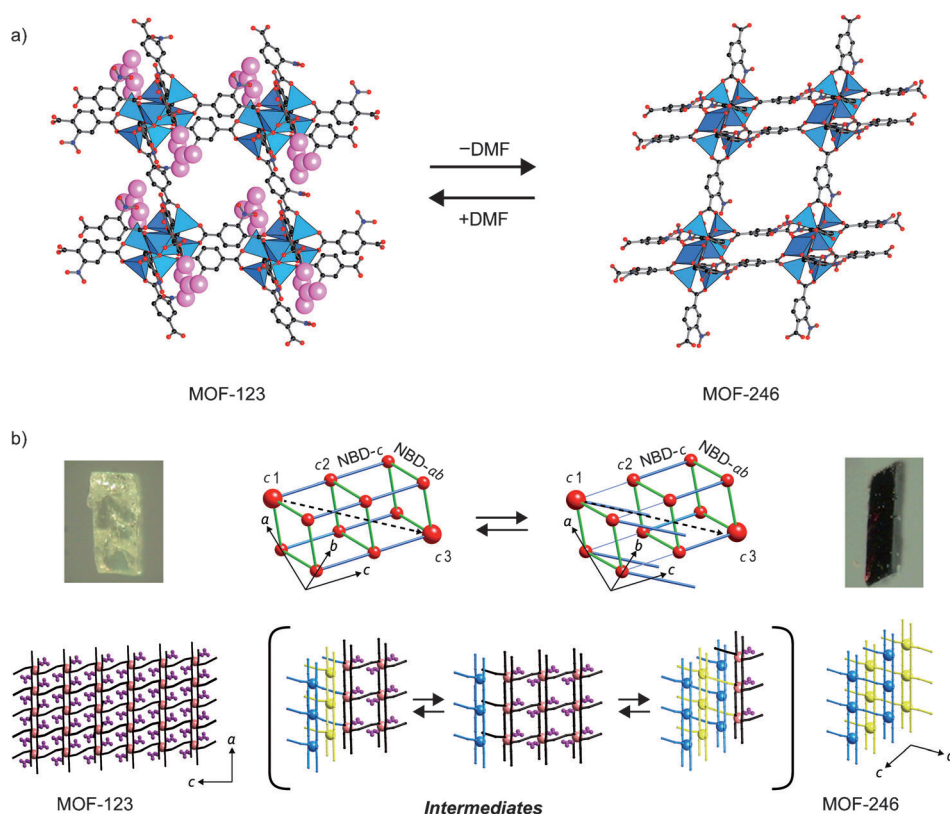 a)
−DMF
+DMF
MOF-123
MOF-246
b)
c1
c2
NBD-c
NBD-ab
c3
a
b
c
c1
c2
NBD-c
NBD-ab
c3
a
b
c
a
c
MOF-123
Intermediates
c
c
MOF-246